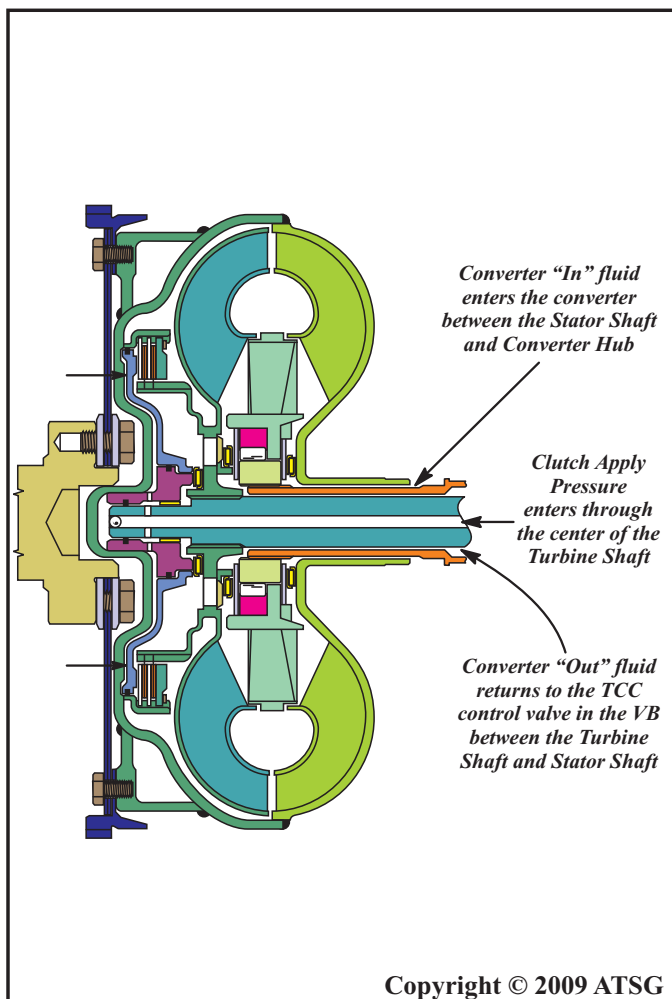 Converter “In” fluid
enters the converter
between the Stator Shaft
and Converter Hub
Clutch Apply
Pressure
enters through
the center of the
Turbine Shaft
Converter “Out” fluid
returns to the TCC
control valve in the VB
between the Turbine
Shaft and Stator Shaft
Copyright © 2009 ATSG